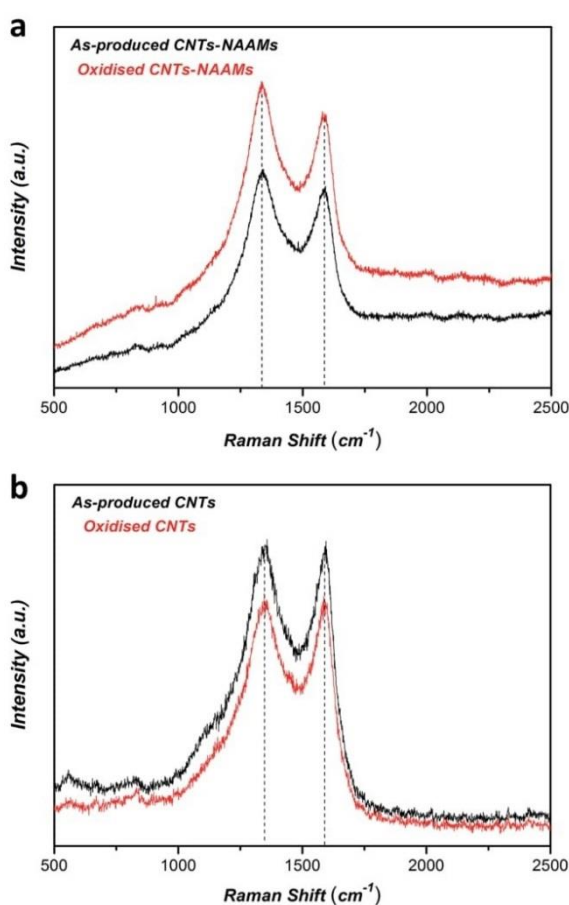 a
As-produced CNTs-NAAMs
Oxidised CNTs-NAAMs
Intensity (a.u.)
500 1000 1500 2000 2500
Raman Shift (cm⁻¹)
b
As-produced CNTs
Oxidised CNTs
Intensity (a.u.)
500 1000 1500 2000 2500
Raman Shift (cm⁻¹)